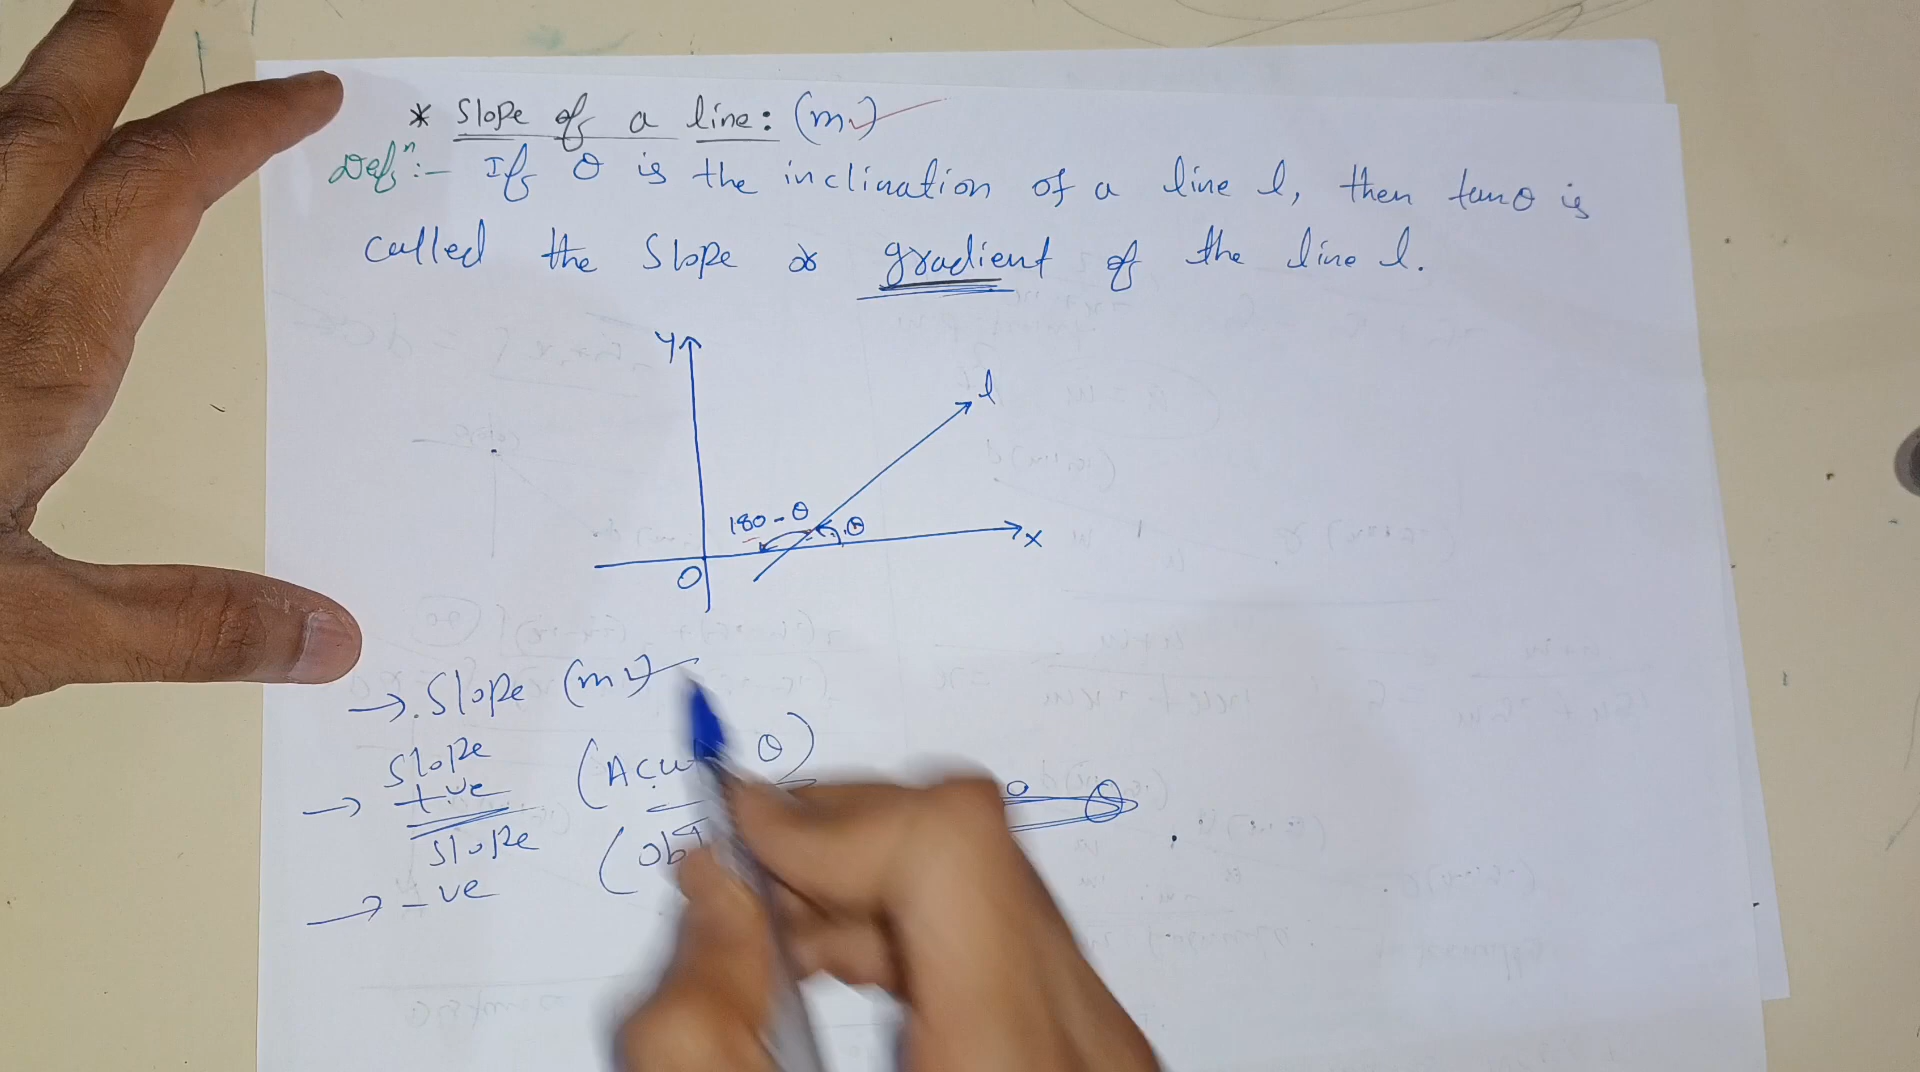 * Slope of a line: (m)
Defn:- If θ is the inclination of a line l, then tanθ is
called the Slope or gradient of the line l.
y
l
180-θ θ
x
O
→ Slope (m)
Slope
→ +ve (Acu θ)
Slope (ob
→ -ve